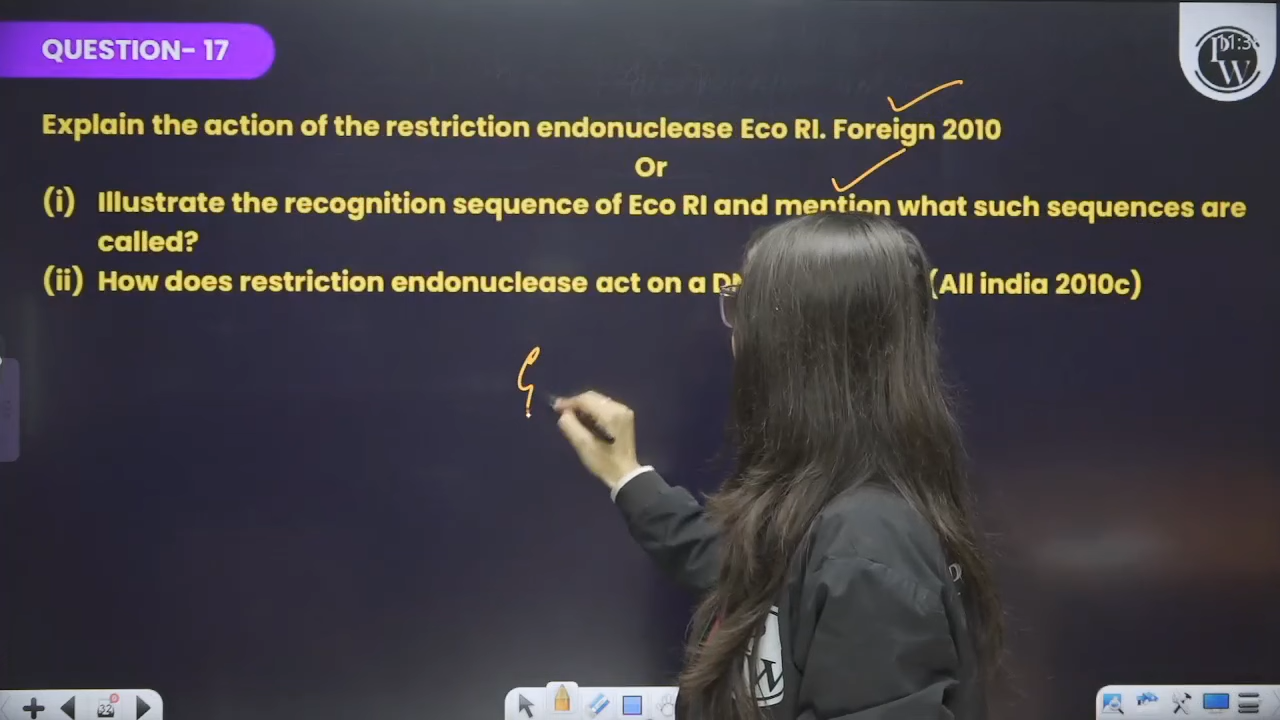 QUESTION- 17
Explain the action of the restriction endonuclease Eco RI. Foreign 2010
Or
(i) Illustrate the recognition sequence of Eco RI and mention what such sequences are
called?
(ii) How does restriction endonuclease act on a (All india 2010c)
G
W
22